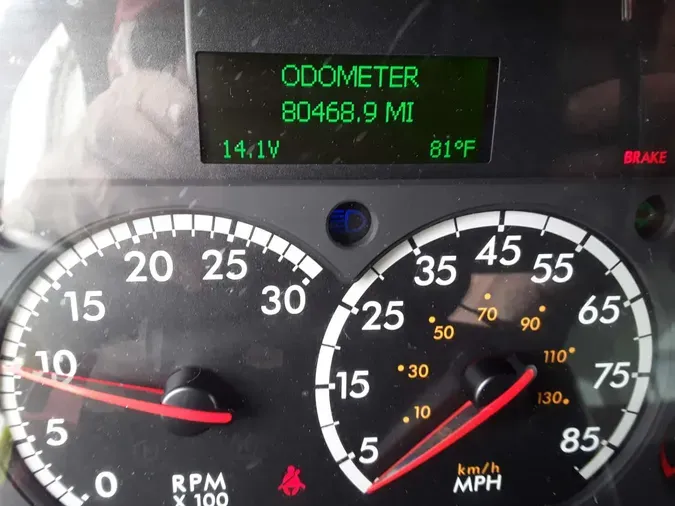 ODOMETER
80468.9 MI
14.1V 81°F
BRAKE
0 5 10 15 20 25 30
RPM
X 100
5 15 25 35 45 55 65 75 85
10 30 50 70 90 110 130
km/h
MPH